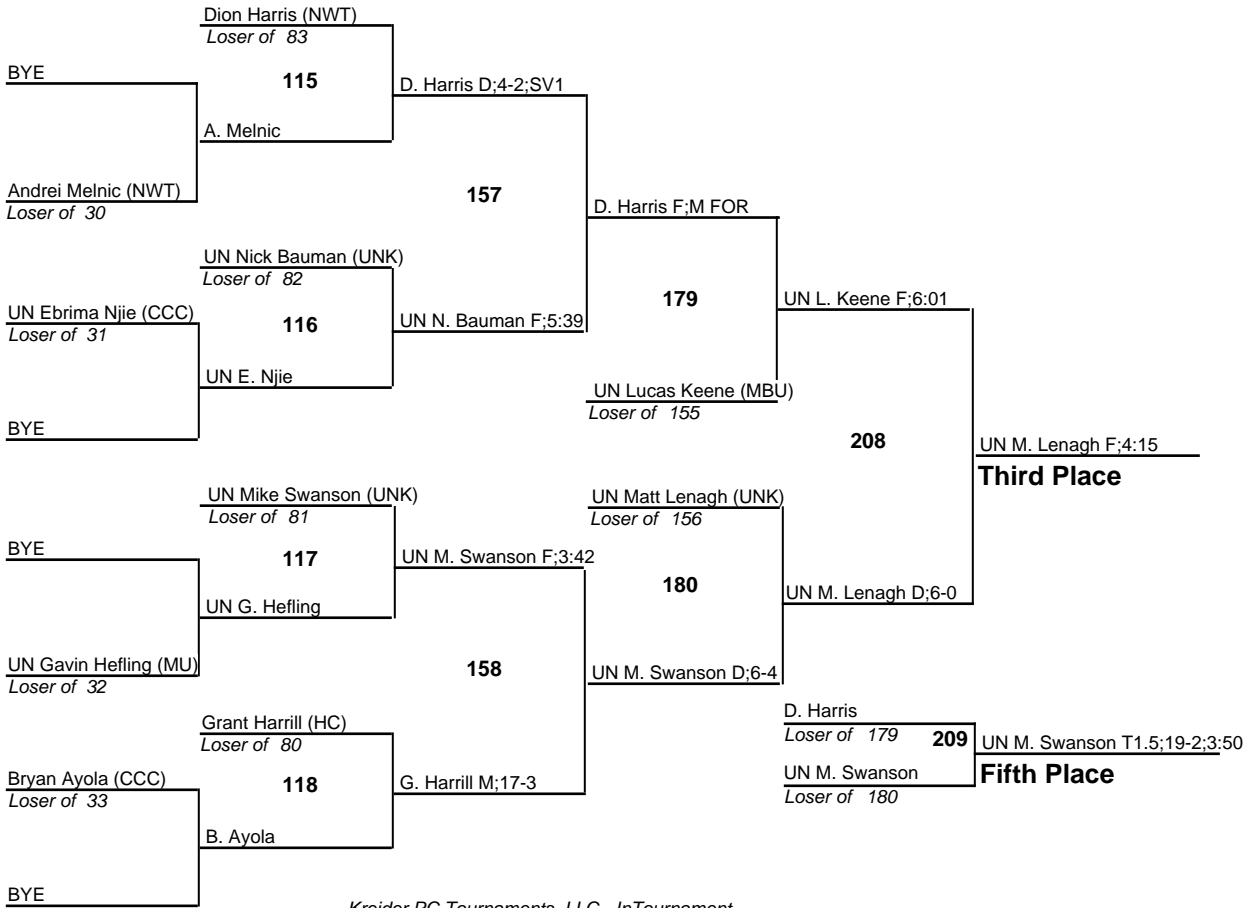 Dion Harris (NWT)
Loser of 83
BYE
115
D. Harris D;4-2;SV1
A. Melnic
Andrei Melnic (NWT)
Loser of 30
157
D. Harris F;M FOR
UN Nick Bauman (UNK)
Loser of 82
UN Ebrima Njie (CCC)
Loser of 31
116
UN N. Bauman F;5:39
179
UN L. Keene F;6:01
UN E. Njie
UN Lucas Keene (MBU)
Loser of 155
BYE
208
UN M. Lenagh F;4:15
Third Place
UN Mike Swanson (UNK)
Loser of 81
UN Matt Lenagh (UNK)
Loser of 156
BYE
117
UN M. Swanson F;3:42
180
UN G. Hefling
UN M. Lenagh D;6-0
UN Gavin Hefling (MU)
Loser of 32
158
UN M. Swanson D;6-4
Grant Harrill (HC)
Loser of 80
D. Harris
Loser of 179
209
UN M. Swanson T1.5;19-2;3:50
Fifth Place
UN M. Swanson
Loser of 180
Bryan Ayola (CCC)
Loser of 33
118
G. Harrill M;17-3
B. Ayola
BYE